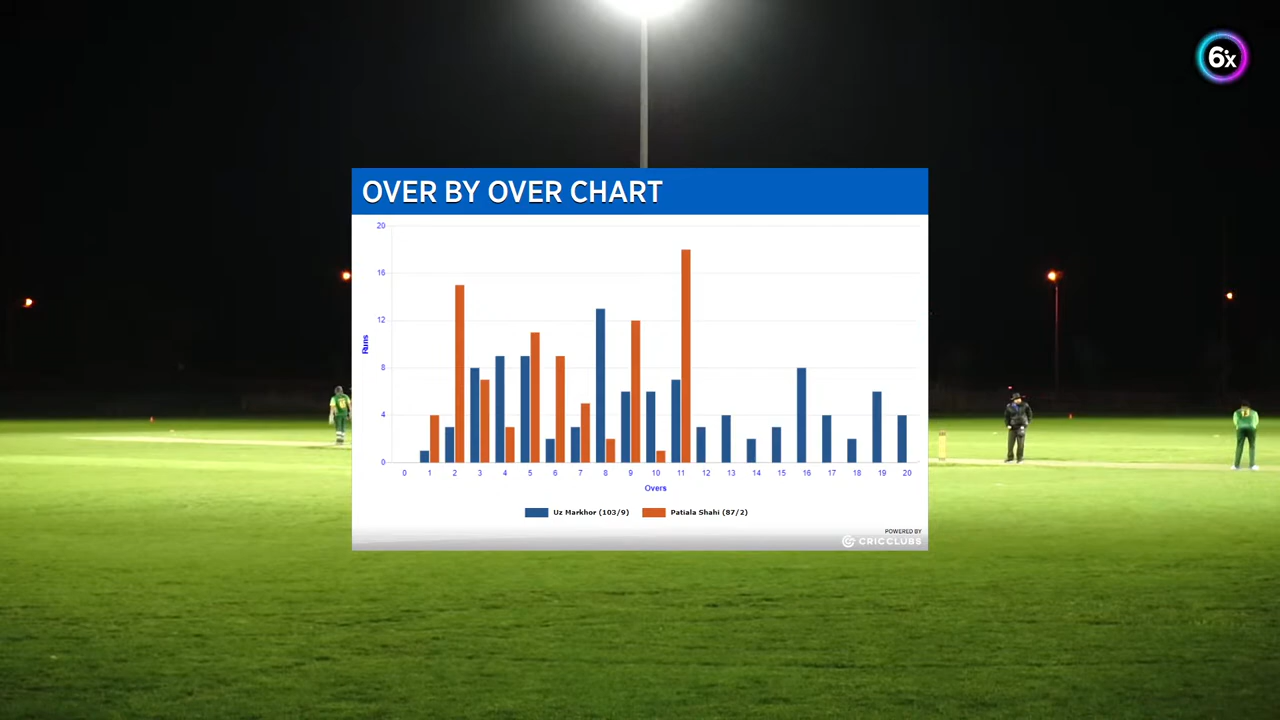 6x
OVER BY OVER CHART
20
16
12
8
4
0
Runs
0 1 2 3 4 5 6 7 8 9 10 11 12 13 14 15 16 17 18 19 20
Overs
Uz Markhor (103/9) Patiala Shahi (87/2)
POWERED BY
CRICCLUBS